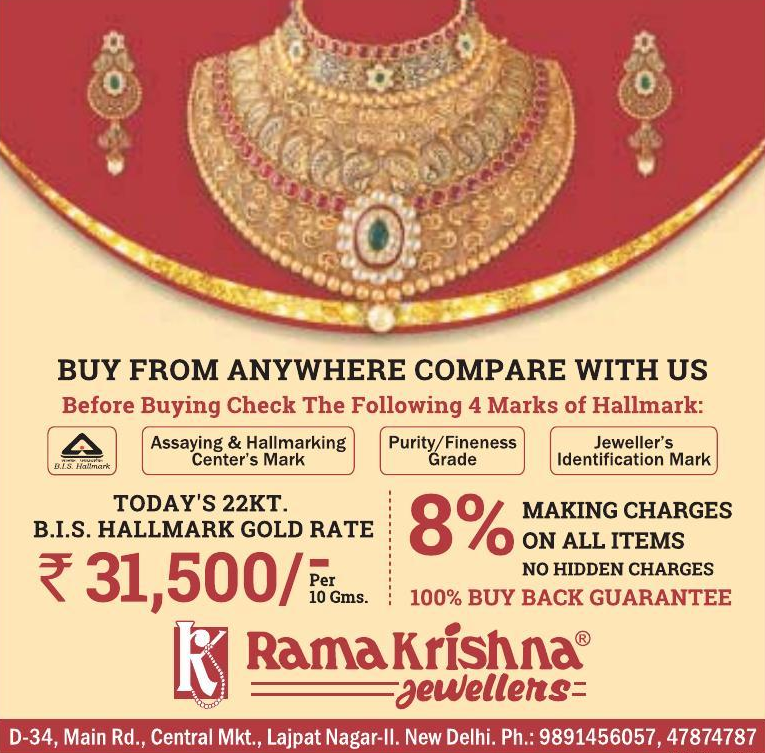 BUY FROM ANYWHERE COMPARE WITH US
Before Buying Check The Following 4 Marks of Hallmark:
B.I.S. Hallmark
Assaying & Hallmarking
Center's Mark
Purity/Fineness
Grade
Jeweller's
Identification Mark
TODAY'S 22KT.
B.I.S. HALLMARK GOLD RATE
₹ 31,500/-
Per
10 Gms.
8%
MAKING CHARGES
ON ALL ITEMS
NO HIDDEN CHARGES
100% BUY BACK GUARANTEE
RamaKrishna®
Jewellers
D-34, Main Rd., Central Mkt., Lajpat Nagar-II. New Delhi. Ph.: 9891456057, 47874787